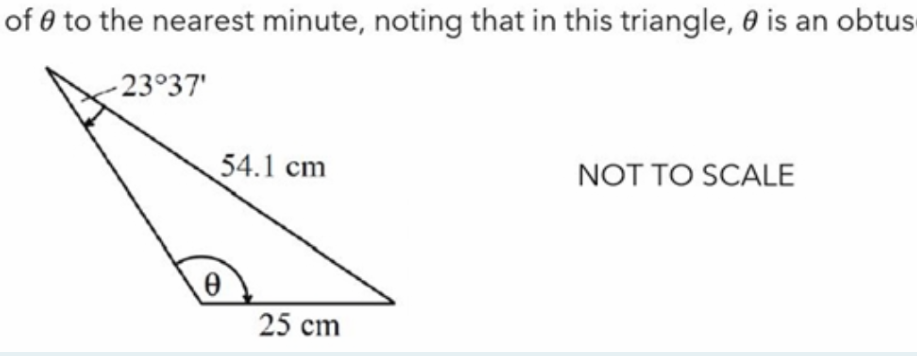 of θ to the nearest minute, noting that in this triangle, θ is an
23°37'
54.1 cm
NOT TO SCALE
θ
25 cm